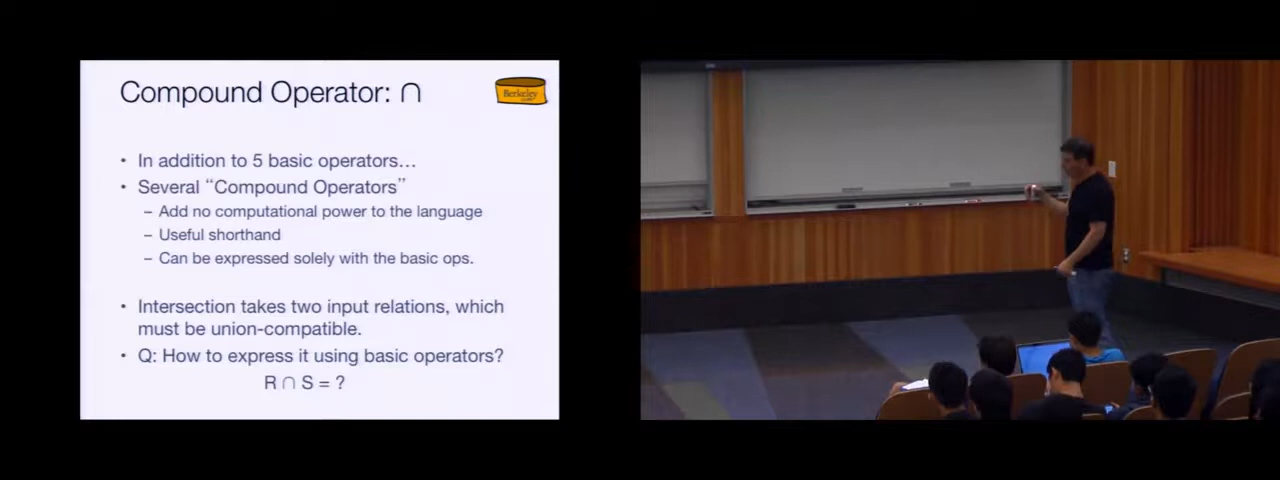 Compound Operator: ∩
Berkeley
• In addition to 5 basic operators…
• Several “Compound Operators”
– Add no computational power to the language
– Useful shorthand
– Can be expressed solely with the basic ops.
• Intersection takes two input relations, which
must be union-compatible.
• Q: How to express it using basic operators?
R ∩ S = ?